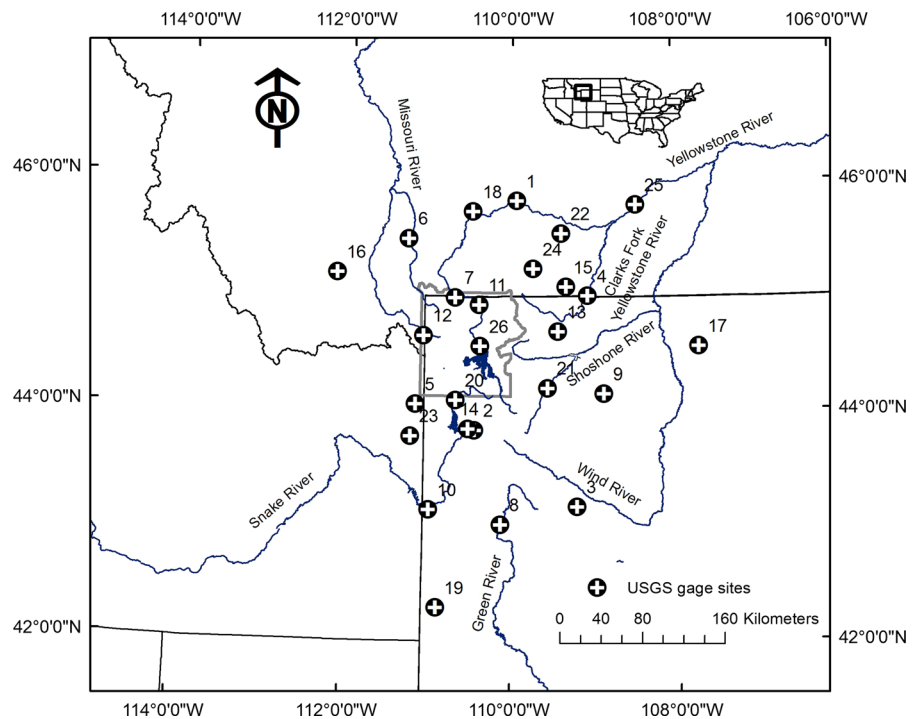 114°0'0"W 112°0'0"W 110°0'0"W 108°0'0"W 106°0'0"W
N
Missouri River
Yellowstone River
46°0'0"N 46°0'0"N
18 1 25
6 22
16 24
15 4
Clarks Fork
Yellowstone River
7 11
12 13
26 17
Shoshone River
44°0'0"N 44°0'0"N
5 20 21 9
23 14 2
Snake River
10 8 3
Wind River
Green River
19
USGS gage sites
0 40 80 160 Kilometers
42°0'0"N 42°0'0"N
114°0'0"W 112°0'0"W 110°0'0"W 108°0'0"W